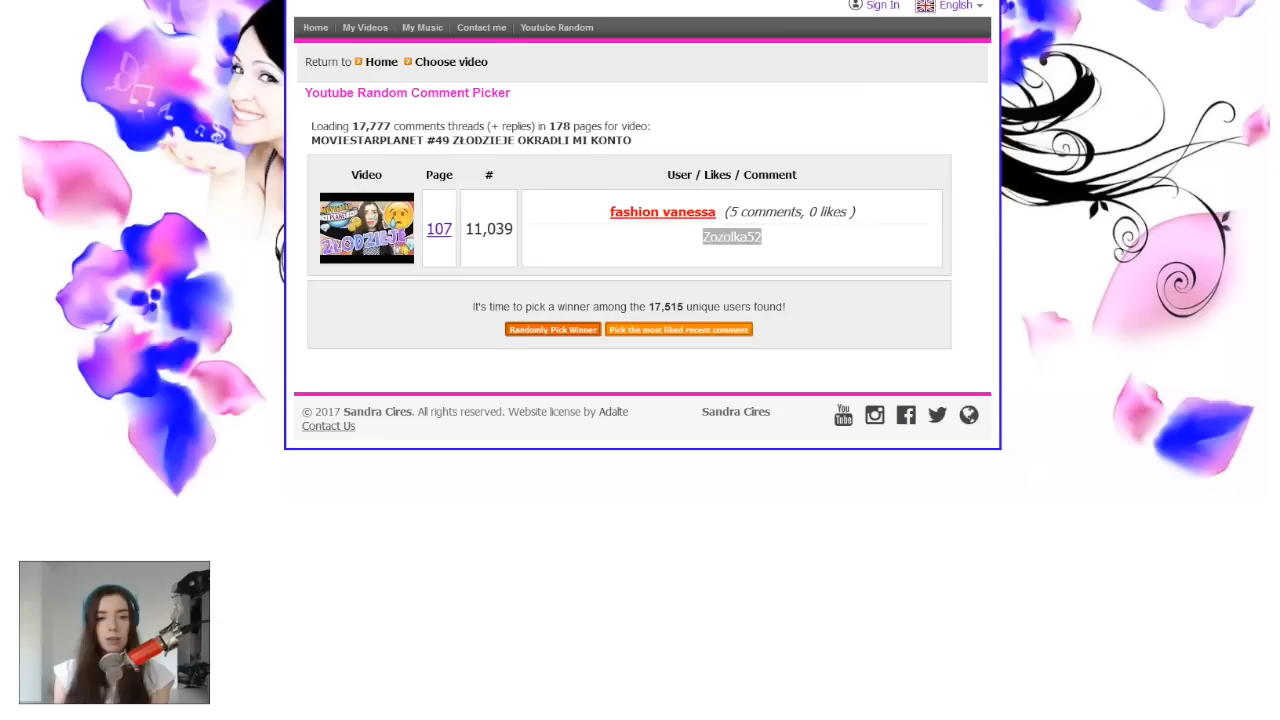 Sign In English
Home My Videos My Music Contact me Youtube Random
Return to Home Choose video
Youtube Random Comment Picker
Loading 17,777 comments threads (+ replies) in 178 pages for video:
MOVIESTARPLANET #49 ZŁODZIEJE OKRADLI MI KONTO
Video Page # User / Likes / Comment
ZŁODZIEJE 107 11,039 fashion vanessa (5 comments, 0 likes )
Zozolka52
It's time to pick a winner among the 17,515 unique users found!
Randomly Pick Winner Pick the most liked recent comment
© 2017 Sandra Cires. All rights reserved. Website license by Adalte Sandra Cires You Tube
Contact Us